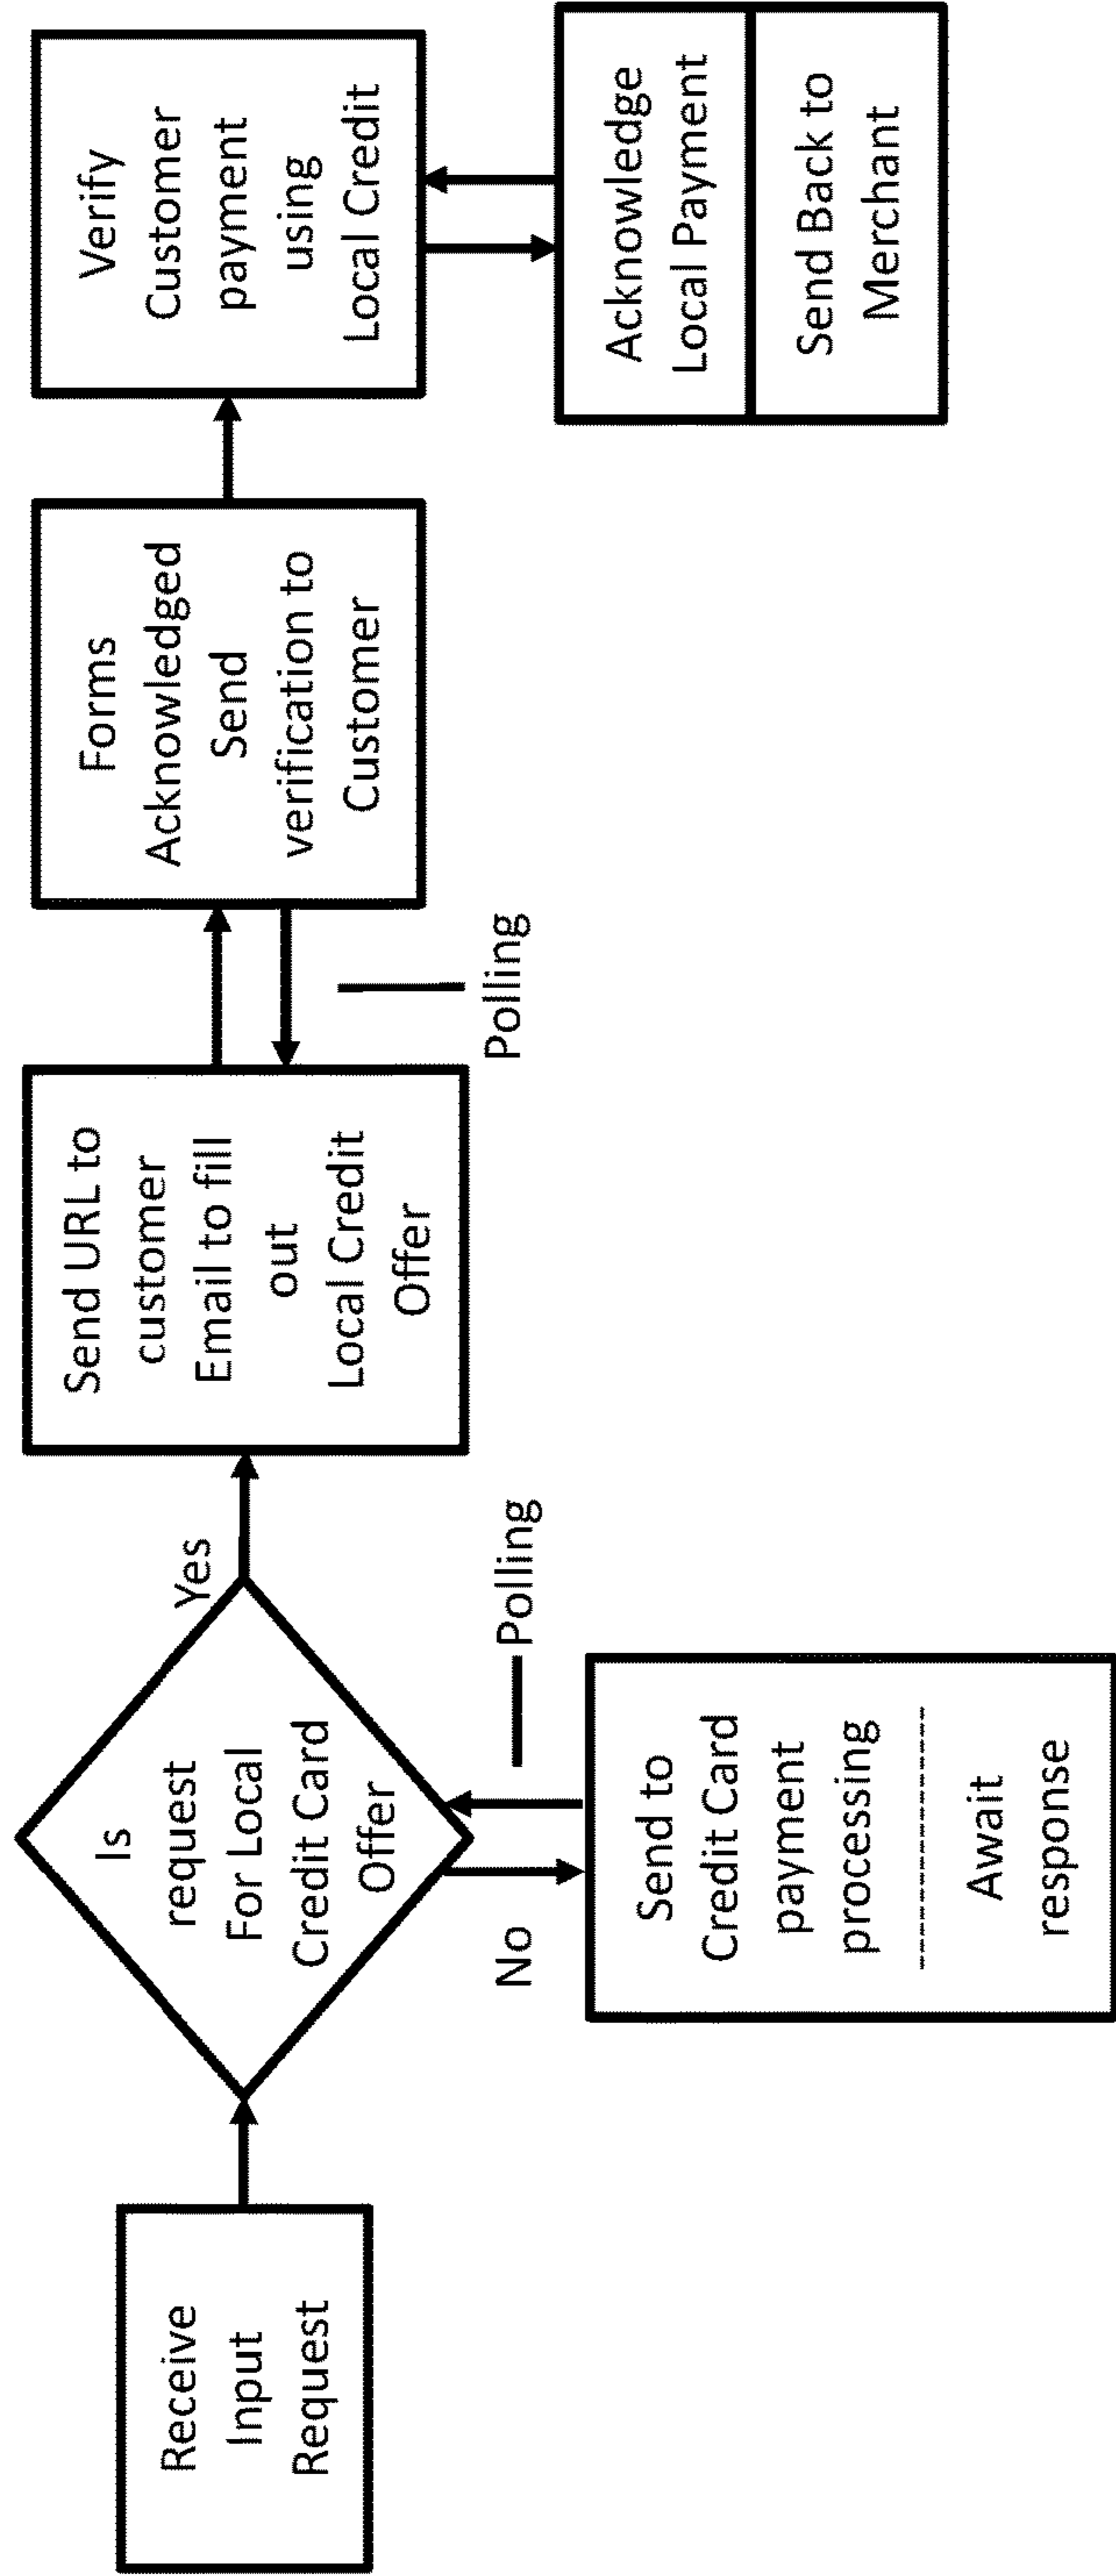 Receive
Input
Request
Is
request
For Local
Credit Card
Offer
Yes
No
Polling
Send to
Credit Card
payment
processing
Await
response
Send URL to
customer
Email to fill
out
Local Credit
Offer
Polling
Forms
Acknowledged
Send
verification to
Customer
Verify
Customer
payment
using
Local Credit
Acknowledge
Local Payment
Send Back to
Merchant